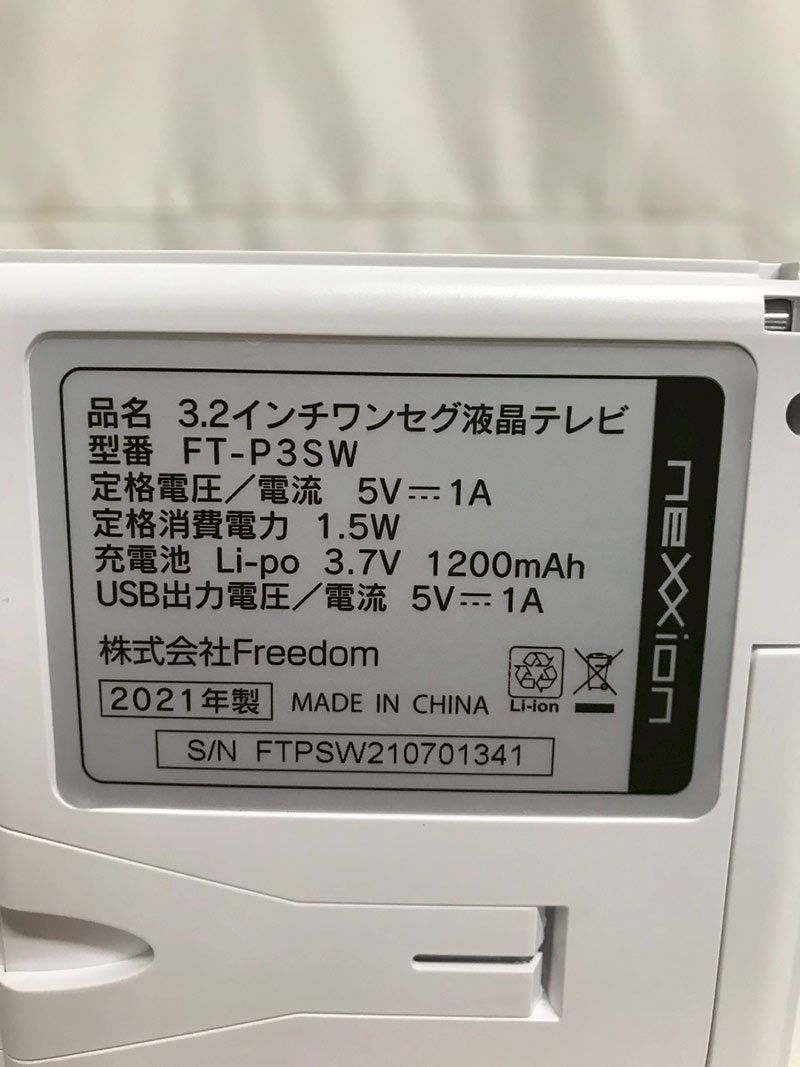 品名 3.2インチワンセグ液晶テレビ
型番 FT-P3SW
定格電圧／電流 5V⎓1A
定格消費電力 1.5W
充電池 Li-po 3.7V 1200mAh
USB出力電圧／電流 5V⎓1A
株式会社Freedom
2021年製 MADE IN CHINA
Li-ion
S/N FTPSW210701341
nexxion